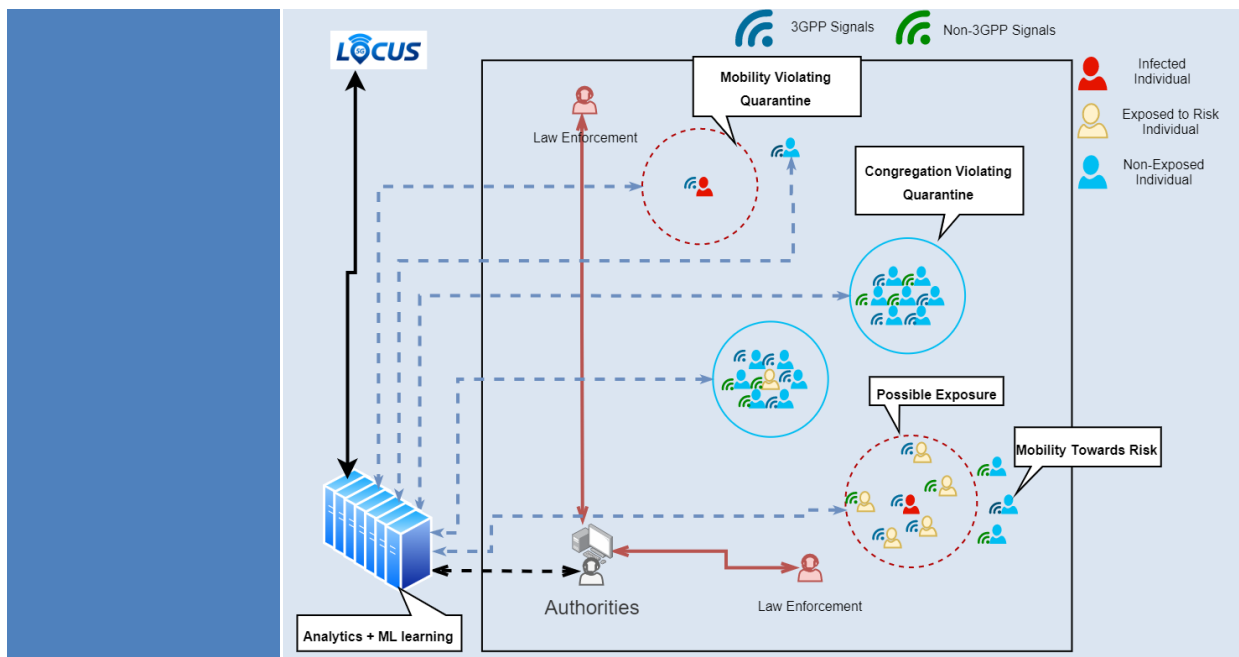 LOCUS
5G
3GPP Signals
Non-3GPP Signals
Infected
Individual
Exposed to Risk
Individual
Non-Exposed
Individual
Mobility Violating
Quarantine
Law Enforcement
Congregation Violating
Quarantine
Possible Exposure
Mobility Towards Risk
Authorities
Law Enforcement
Analytics + ML learning